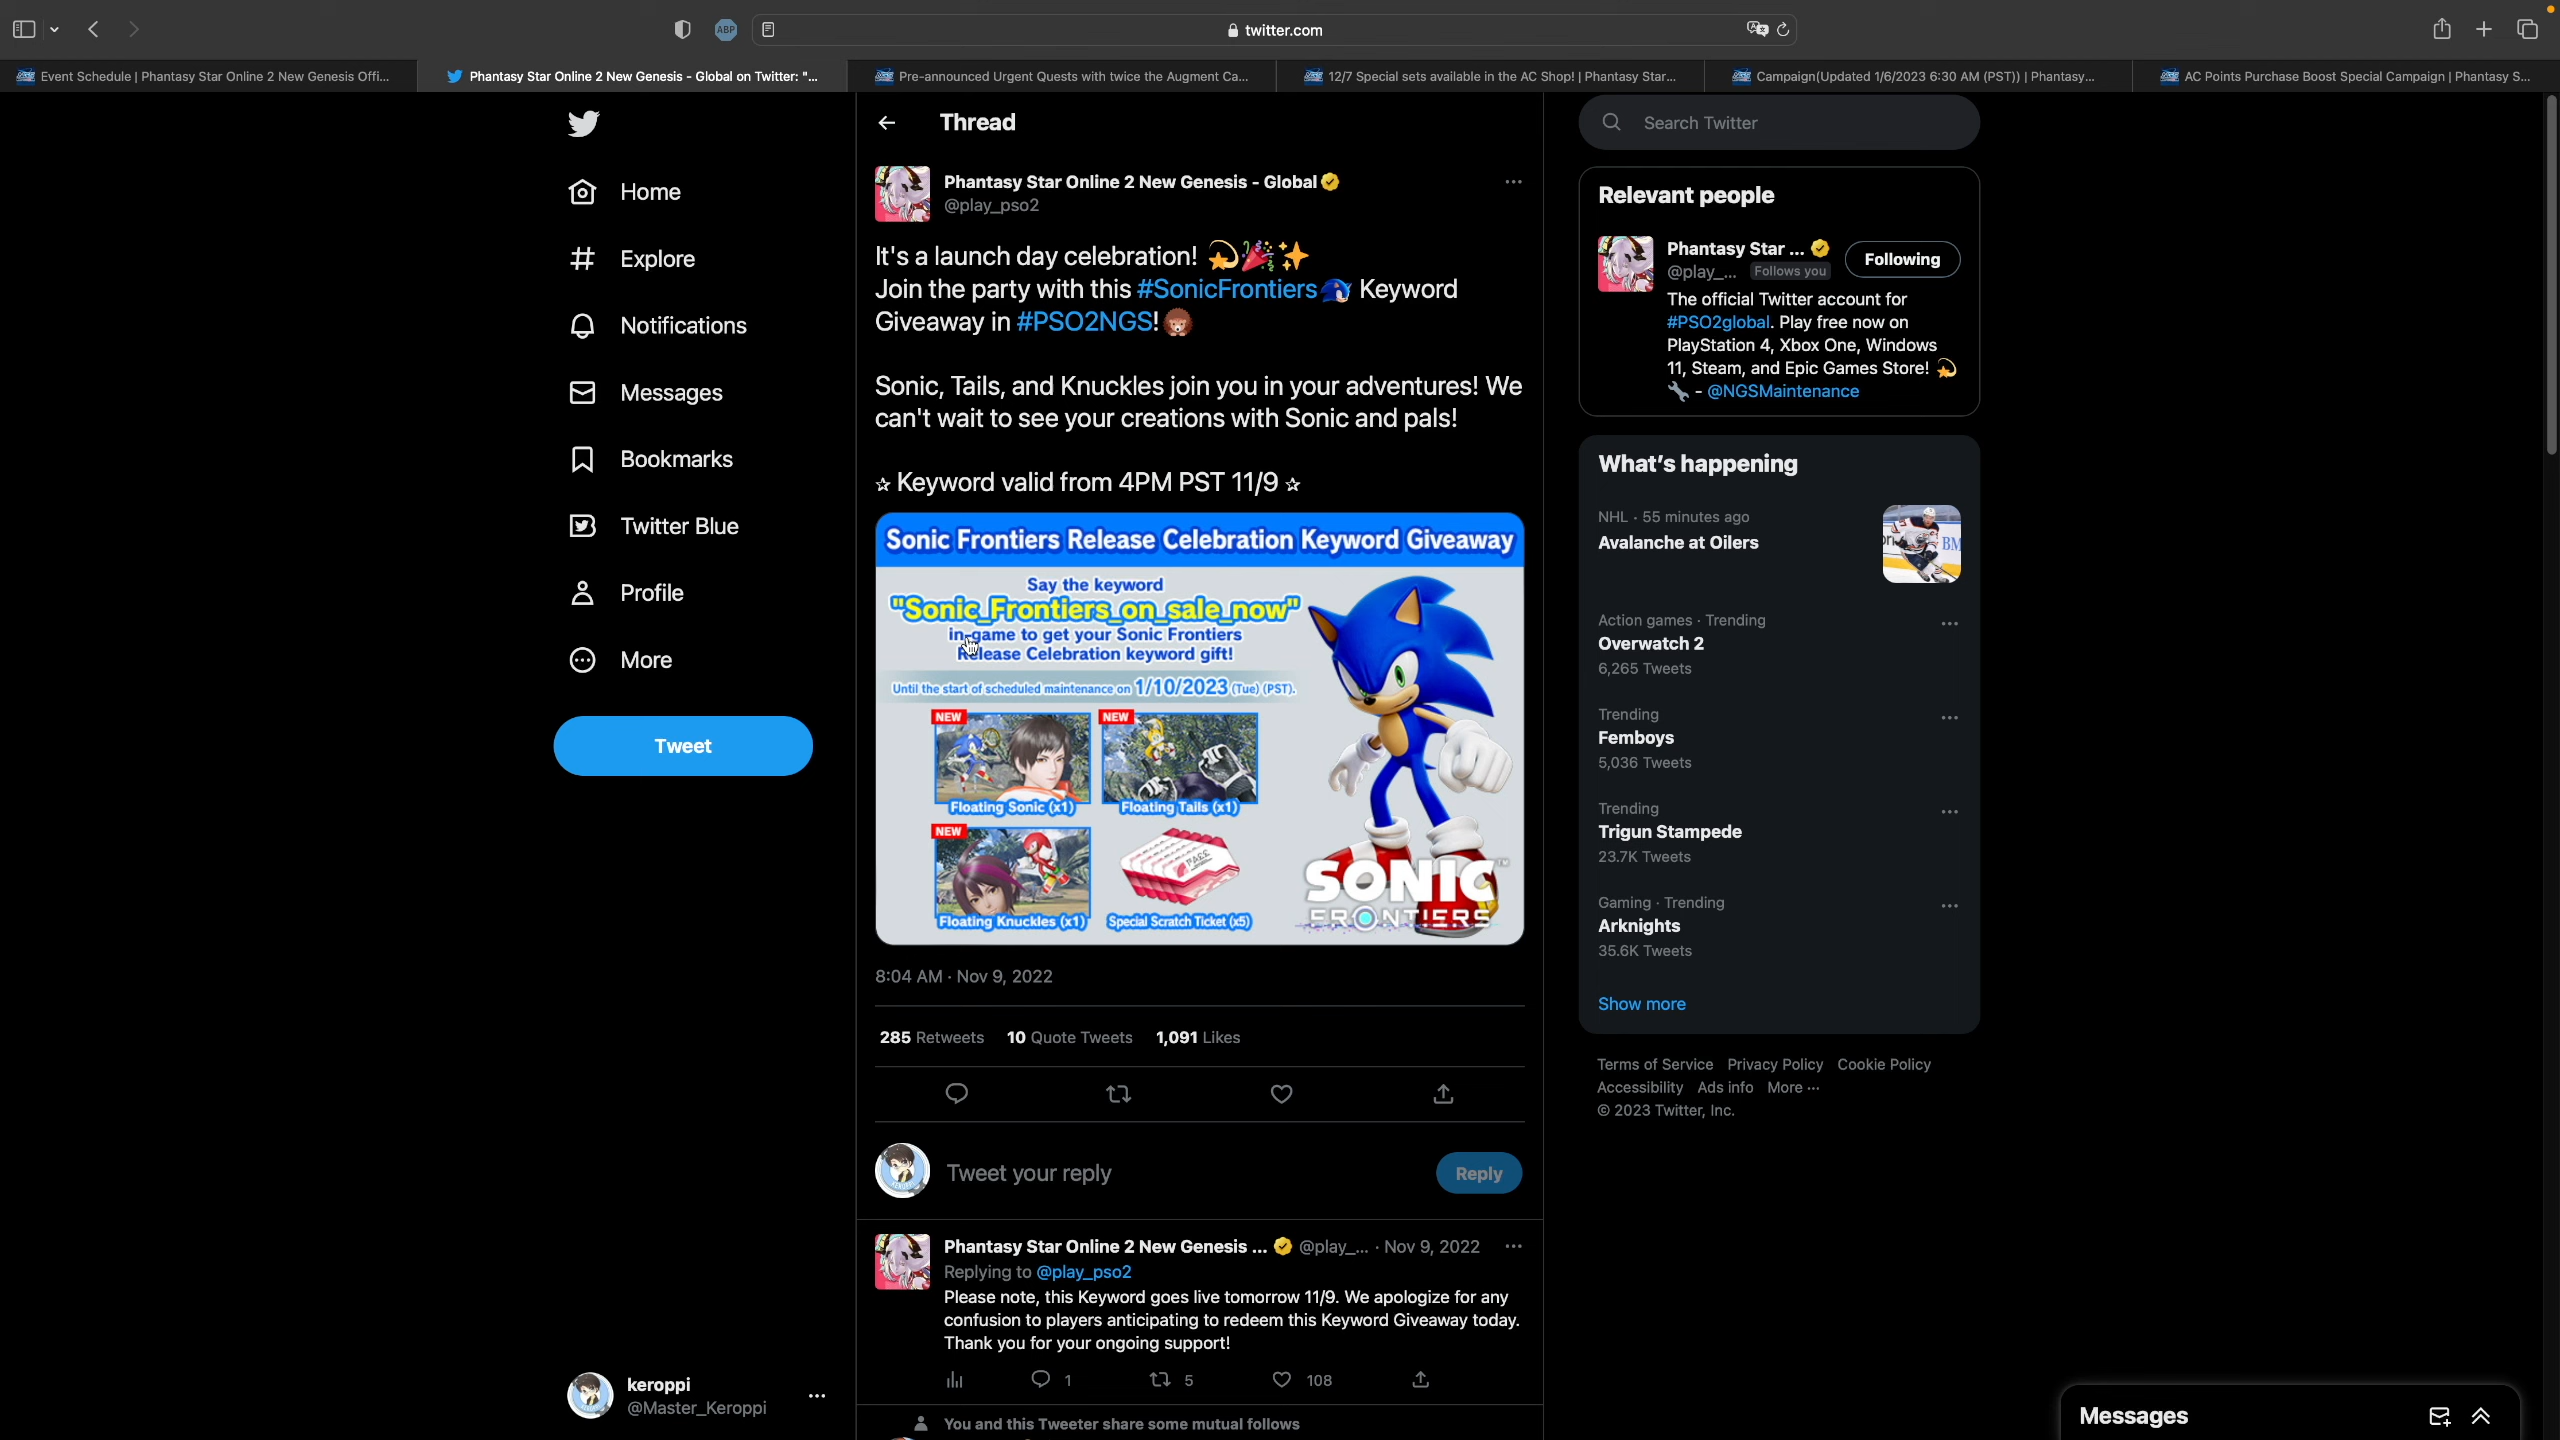 ABP
twitter.com
Event Schedule | Phantasy Star Online 2 New Genesis Offi...
Phantasy Star Online 2 New Genesis - Global on Twitter: "...
Pre-announced Urgent Quests with twice the Augment Ca...
12/7 Special sets available in the AC Shop! | Phantasy Star...
Campaign(Updated 1/6/2023 6:30 AM (PST)) | Phantasy...
AC Points Purchase Boost Special Campaign | Phantasy S...
Home
Explore
Notifications
Messages
Bookmarks
Twitter Blue
Profile
More
Tweet
keroppi
@Master_Keroppi
Thread
Phantasy Star Online 2 New Genesis - Global
@play_pso2
It's a launch day celebration! 💫🎉✨
Join the party with this #SonicFrontiers Keyword
Giveaway in #PSO2NGS!🦔
Sonic, Tails, and Knuckles join you in your adventures! We
can't wait to see your creations with Sonic and pals!
☆ Keyword valid from 4PM PST 11/9 ☆
Sonic Frontiers Release Celebration Keyword Giveaway
Say the keyword
"Sonic_Frontiers_on_sale_now"
in-game to get your Sonic Frontiers
Release Celebration keyword gift!
Until the start of scheduled maintenance on 1/10/2023 (Tue) (PST).
NEW
NEW
Floating Sonic (x1)
Floating Tails (x1)
NEW
Floating Knuckles (x1)
Special Scratch Ticket (x5)
SONIC
FRONTIERS
8:04 AM · Nov 9, 2022
285 Retweets 10 Quote Tweets 1,091 Likes
Tweet your reply
Reply
Phantasy Star Online 2 New Genesis ... @play_... · Nov 9, 2022
Replying to @play_pso2
Please note, this Keyword goes live tomorrow 11/9. We apologize for any
confusion to players anticipating to redeem this Keyword Giveaway today.
Thank you for your ongoing support!
1 5 108
You and this Tweeter share some mutual follows
Search Twitter
Relevant people
Phantasy Star ...
@play_... Follows you
Following
The official Twitter account for
#PSO2global. Play free now on
PlayStation 4, Xbox One, Windows
11, Steam, and Epic Games Store! 💫
🔧 - @NGSMaintenance
What's happening
NHL · 55 minutes ago
Avalanche at Oilers
Action games · Trending
Overwatch 2
6,265 Tweets
Trending
Femboys
5,036 Tweets
Trending
Trigun Stampede
23.7K Tweets
Gaming · Trending
Arknights
35.6K Tweets
Show more
Terms of Service Privacy Policy Cookie Policy
Accessibility Ads info More ···
© 2023 Twitter, Inc.
Messages